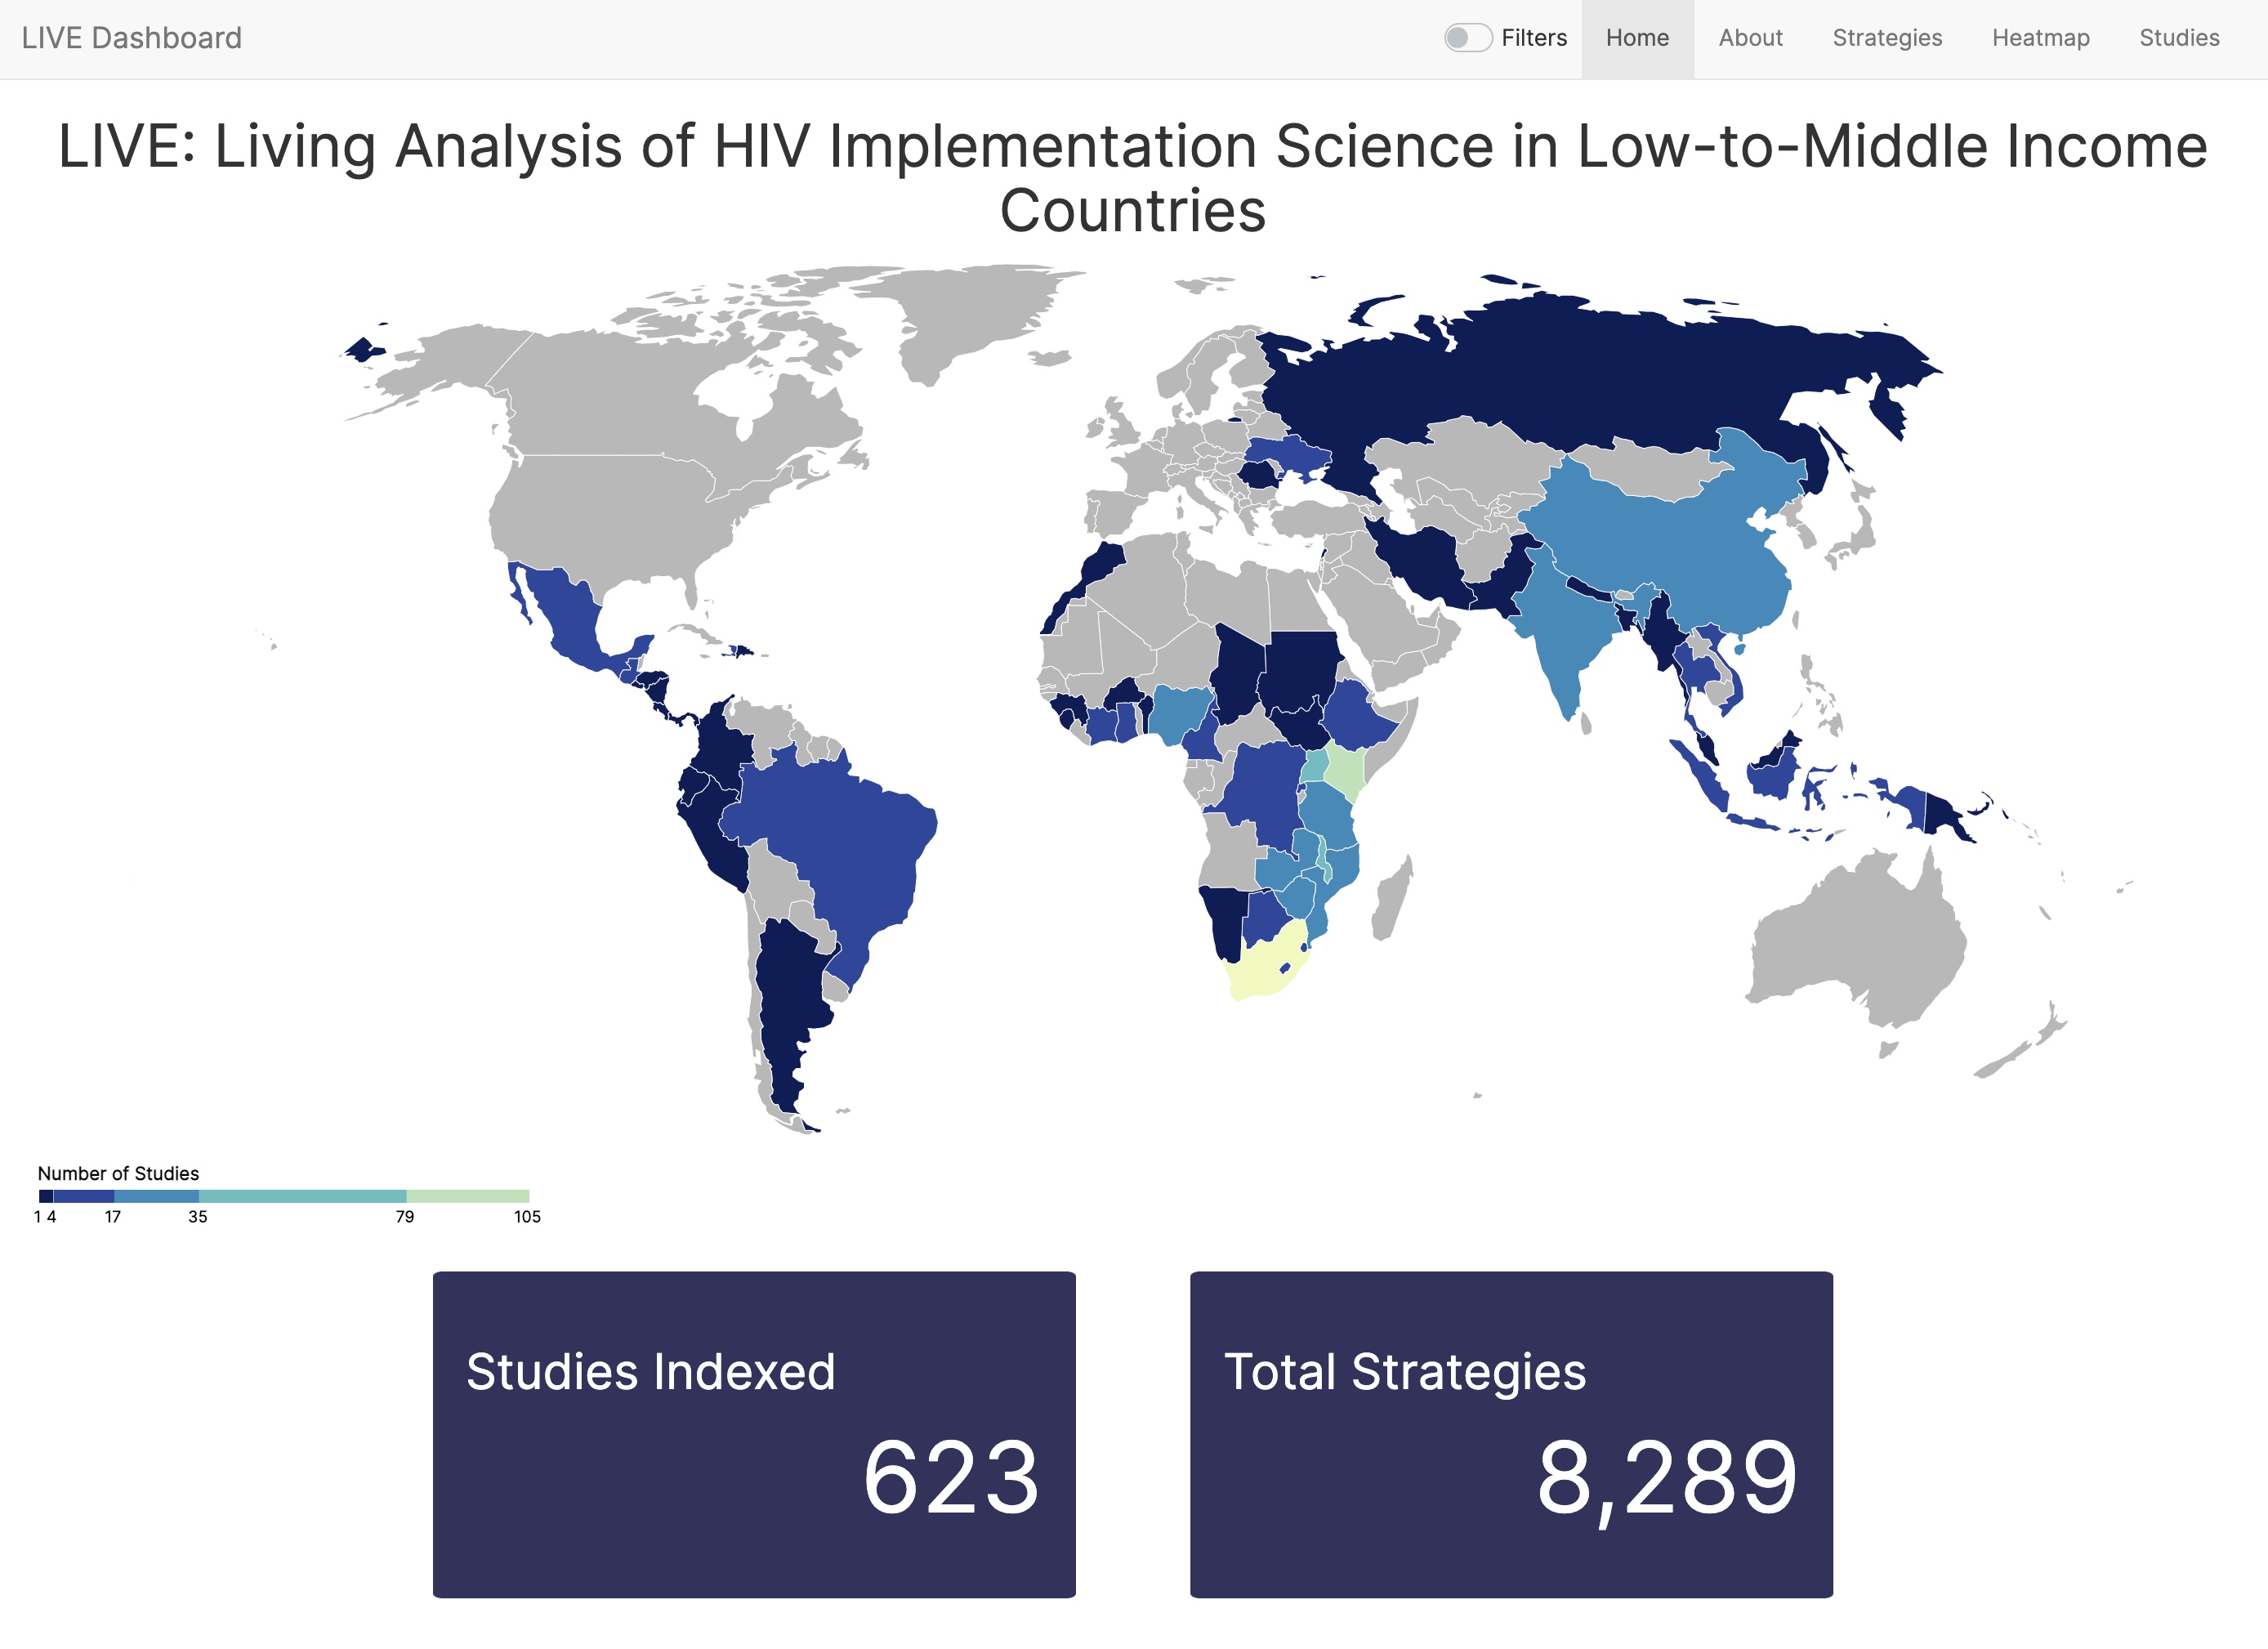 LIVE Dashboard
Filters
Home
About
Strategies
Heatmap
Studies
LIVE: Living Analysis of HIV Implementation Science in Low-to-Middle Income
Countries
Number of Studies
1 4 17 35 79 105
Studies Indexed
623
Total Strategies
8,289